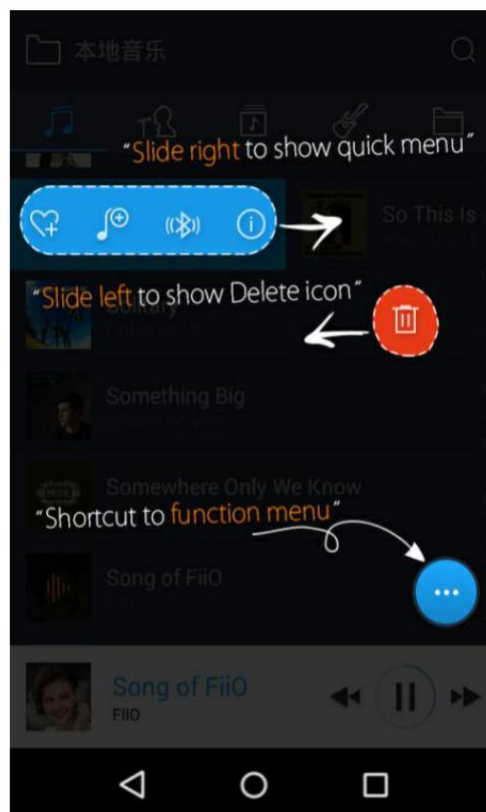 本地音乐
"Slide right to show quick menu"
So This Is
"Slide left to show Delete icon"
Solitary
Something Big
Somewhere Only We Know
"Shortcut to function menu"
Song of FiiO
Song of FiiO
FIIO